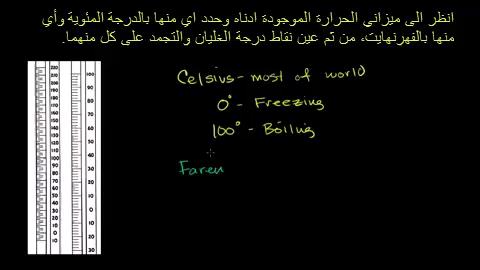 انظر الى ميزاني الحرارة الموجودة ادناه وحدد اي منها بالدرجة المئوية وأي
منها بالفهرنهايت، من ثم عين نقاط درجة الغليان والتجمد على كل منهما.
Celsius - most of world
0° - Freezing
100° - Boiling
Faren